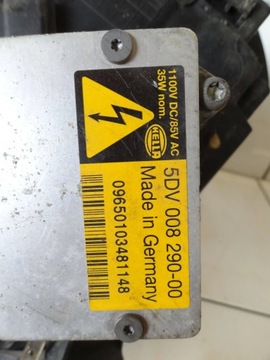 1100V DC/85V AC
35W nom.
HELLA
5DV 008 290-00
Made in Germany
09650103481148